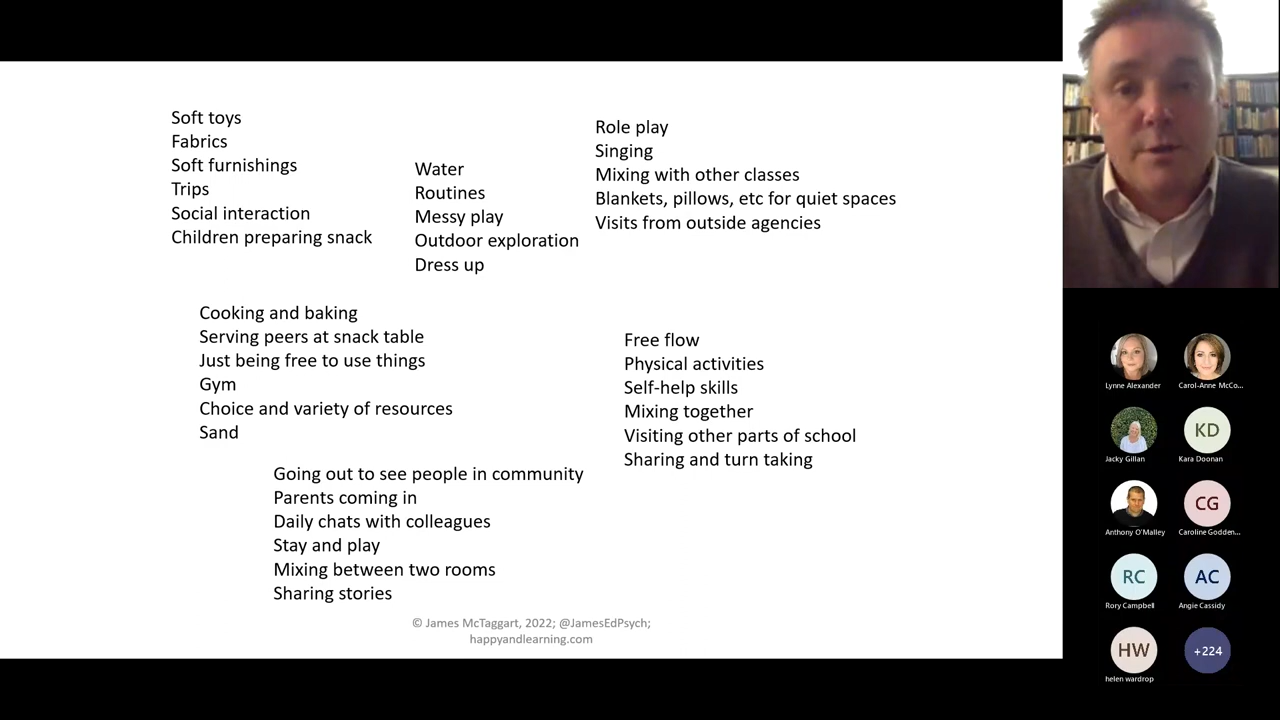 Soft toys
Fabrics
Soft furnishings
Trips
Social interaction
Children preparing snack
Water
Routines
Messy play
Outdoor exploration
Dress up
Role play
Singing
Mixing with other classes
Blankets, pillows, etc for quiet spaces
Visits from outside agencies
Cooking and baking
Serving peers at snack table
Just being free to use things
Gym
Choice and variety of resources
Sand
Free flow
Physical activities
Self-help skills
Mixing together
Visiting other parts of school
Sharing and turn taking
Going out to see people in community
Parents coming in
Daily chats with colleagues
Stay and play
Mixing between two rooms
Sharing stories
© James McTaggart, 2022; @JamesEdPsych;
happyandlearning.com
Lynne Alexander
Carol-Anne McCo...
Jacky Gillan
KD
Kara Doonan
Anthony O'Malley
CG
Caroline Godden...
RC
Rory Campbell
AC
Angie Cassidy
HW
helen wardrop
+224